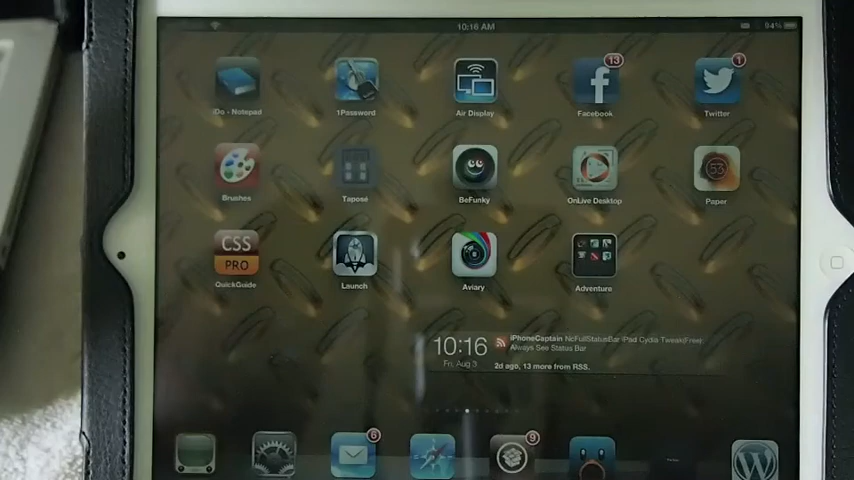 10:16 AM
94%
13
1
iDo - Notepad
1Password
Air Display
Facebook
Twitter
Brushes
Taposé
BeFunky
OnLive Desktop
Paper
53
CSS
PRO
QuickGuide
Launch
Aviary
Adventure
10:16
Fri, Aug 3
iPhoneCaptain NcFullStatusBar iPad Cydia Tweak(Free):
Always See Status Bar
2d ago, 13 more from RSS.
6
9